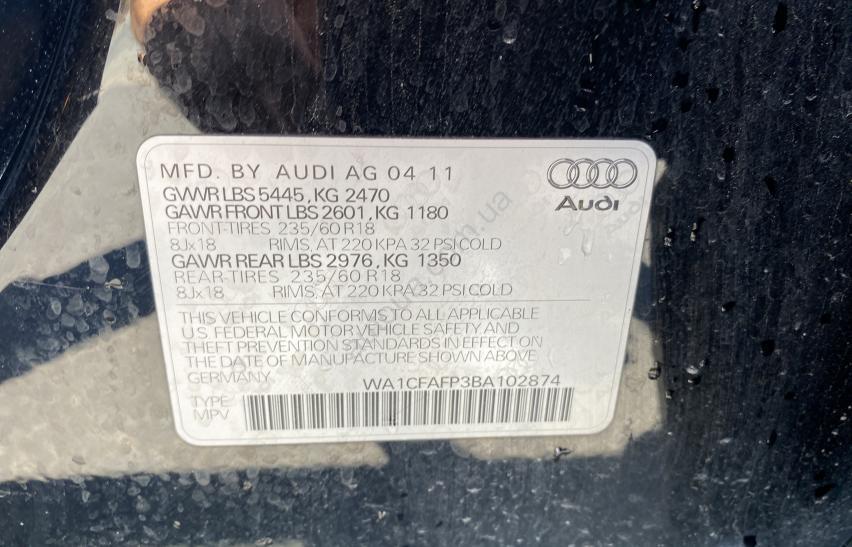 MFD. BY AUDI AG 04 11
GVWR LBS 5445, KG 2470
GAWR FRONT LBS 2601, KG 1180
FRONT-TIRES 235/60 R18
8Jx18 RIMS, AT 220 KPA 32 PSI COLD
GAWR REAR LBS 2976, KG 1350
REAR-TIRES 235/60 R18
8Jx18 RIMS, AT 220 KPA 32 PSI COLD
Audi
THIS VEHICLE CONFORMS TO ALL APPLICABLE
U.S. FEDERAL MOTOR VEHICLE SAFETY AND
THEFT PREVENTION STANDARDS IN EFFECT ON
THE DATE OF MANUFACTURE SHOWN ABOVE
GERMANY WA1CFAFP3BA102874
TYPE
MPV